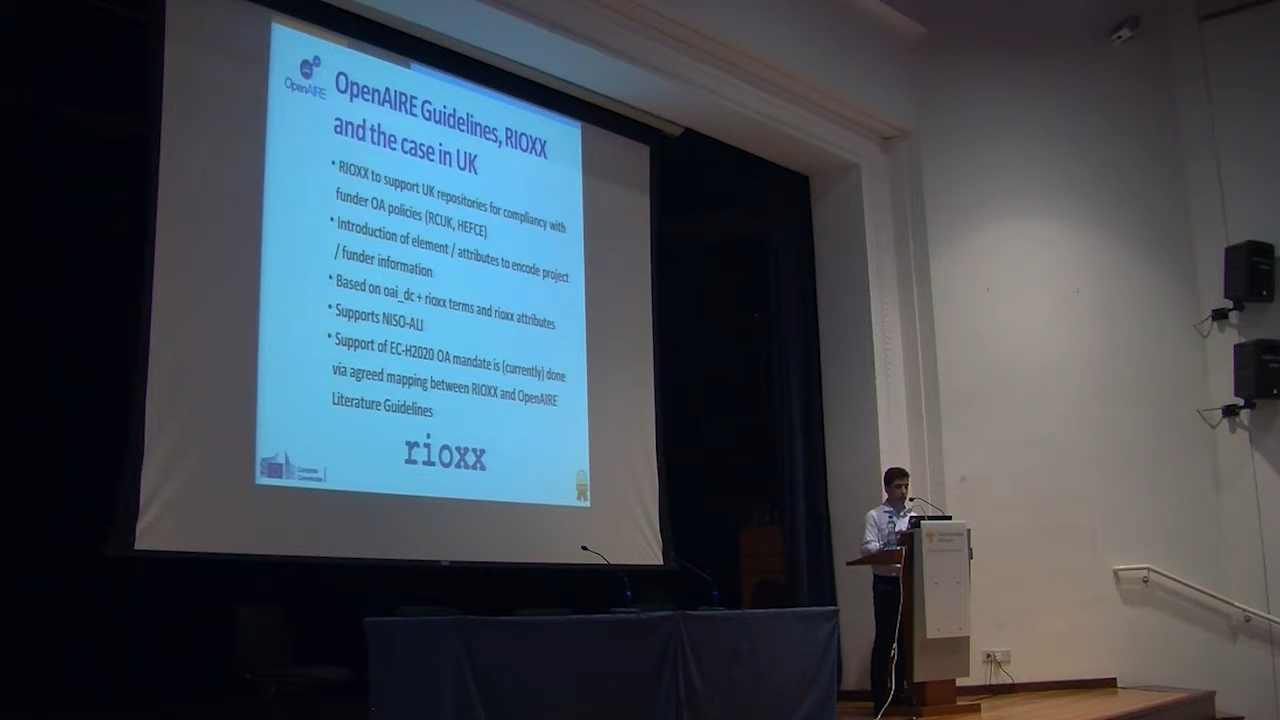 OpenAIRE
OpenAIRE Guidelines, RIOXX
and the case in UK
• RIOXX to support UK repositories for compliancy with
funder OA policies (RCUK, HEFCE)
• Introduction of element / attributes to encode project
/ funder information
• Based on oai_dc + rioxx terms and rioxx attributes
• Supports NISO-ALI
• Support of EC-H2020 OA mandate is (currently) done
via agreed mapping between RIOXX and OpenAIRE
Literature Guidelines
rioxx
European
Commission